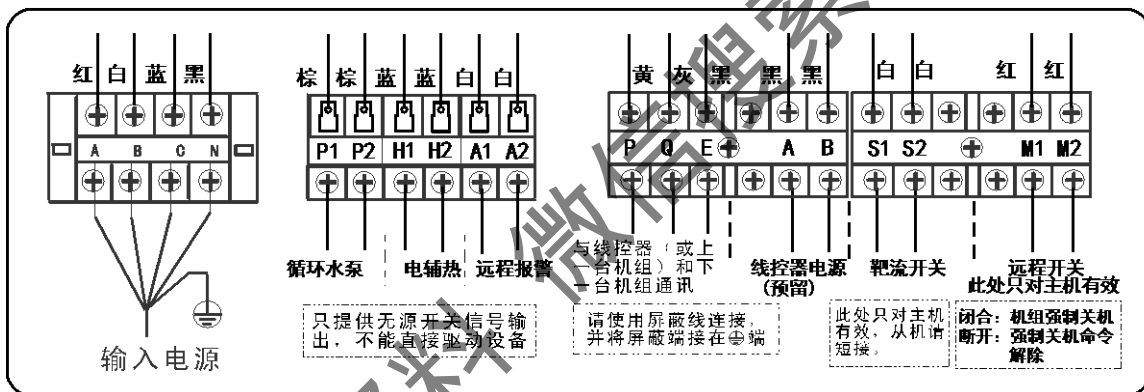 红 白 蓝 黑
A B C N
输入电源
棕 棕 蓝 蓝 白 白
P1 P2 H1 H2 A1 A2
循环水泵 电辅热 远程报警
只提供无源开关信号输
出，不能直接驱动设备
黄 灰 黑 黑 黑
P Q E A B
与线控器（或上
一台机组）和下
一台机组通讯
线控器电源
(预留)
请使用屏蔽线连接，
并将屏蔽端接在⏚端
白 白 红 红
S1 S2 M1 M2
靶流开关
远程开关
此处只对主机有效
此处只对主机
有效，从机请
短接。
闭合：机组强制关机
断开：强制关机命令
解除
微信搜索
料